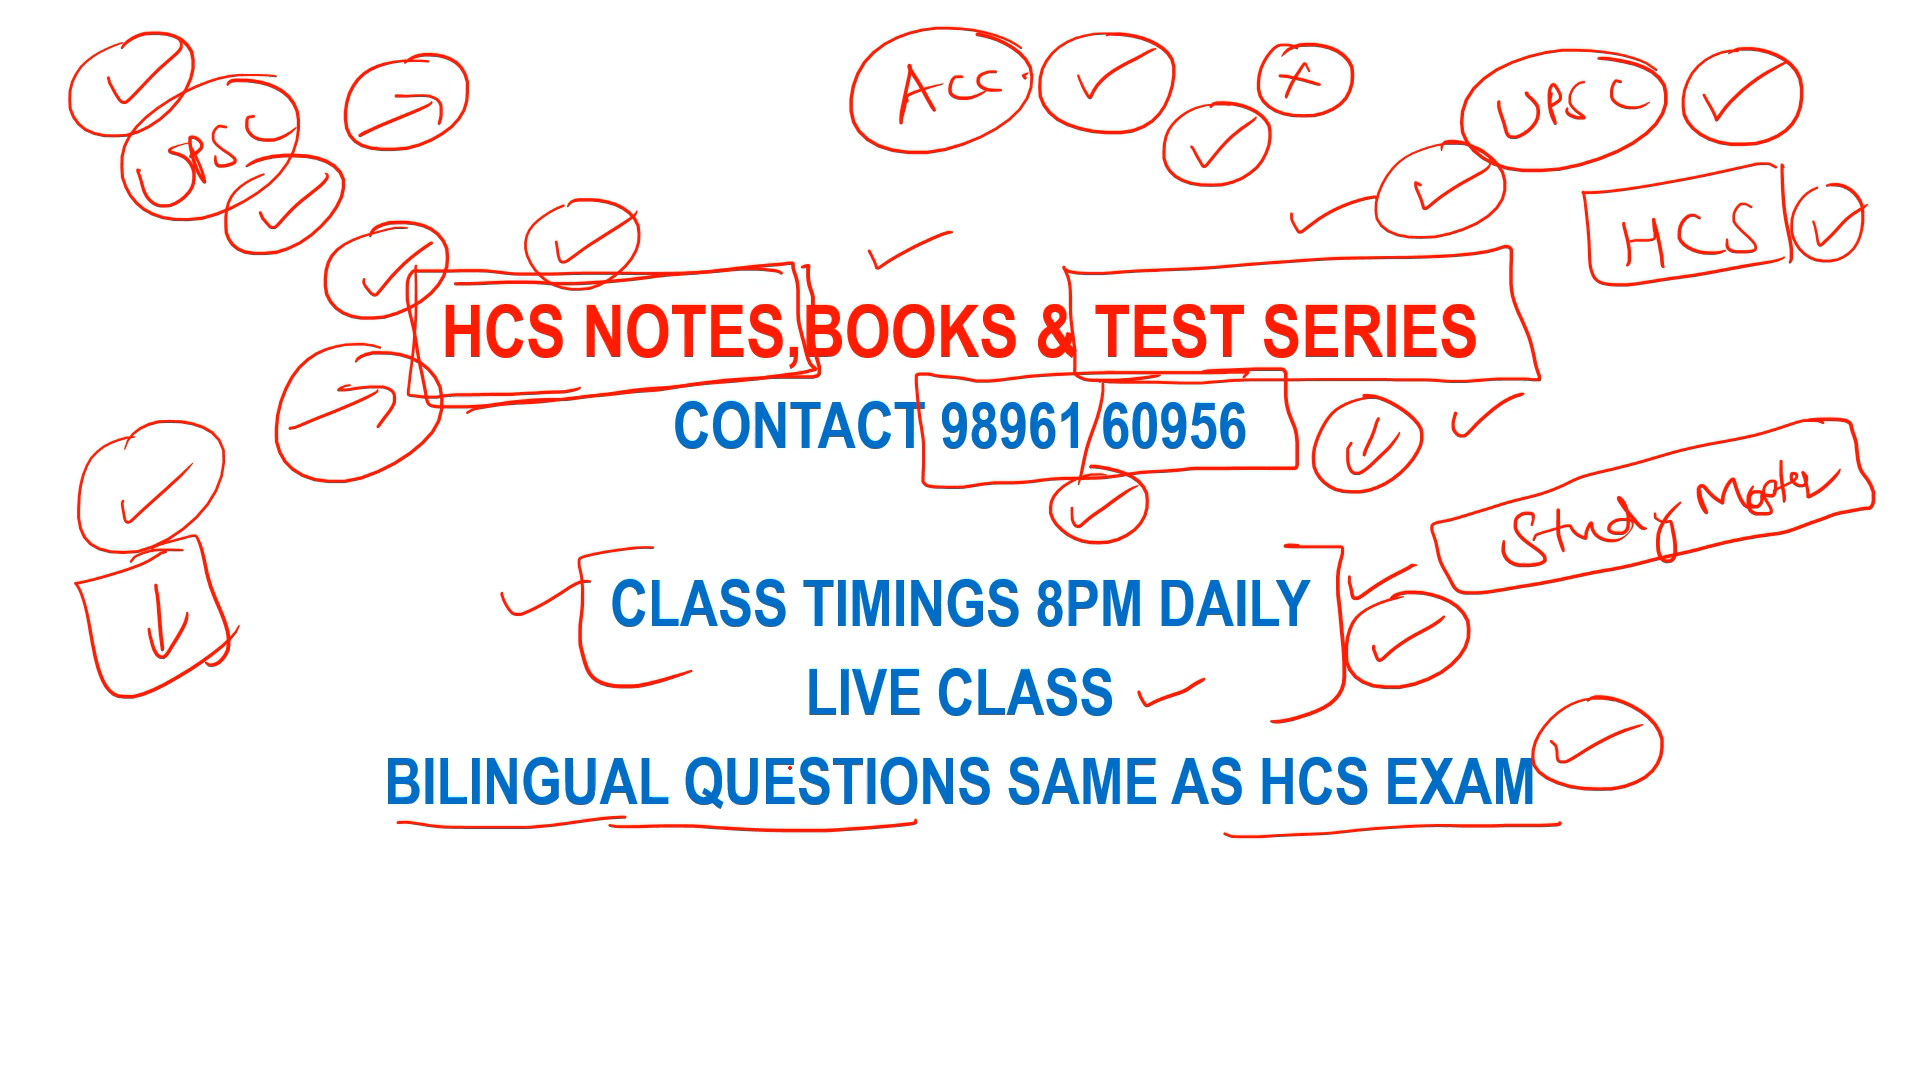 UPSC
Acc
UPSC
HCS
HCS NOTES,BOOKS & TEST SERIES
CONTACT 98961 60956
Study
CLASS TIMINGS 8PM DAILY
LIVE CLASS
BILINGUAL QUESTIONS SAME AS HCS EXAM